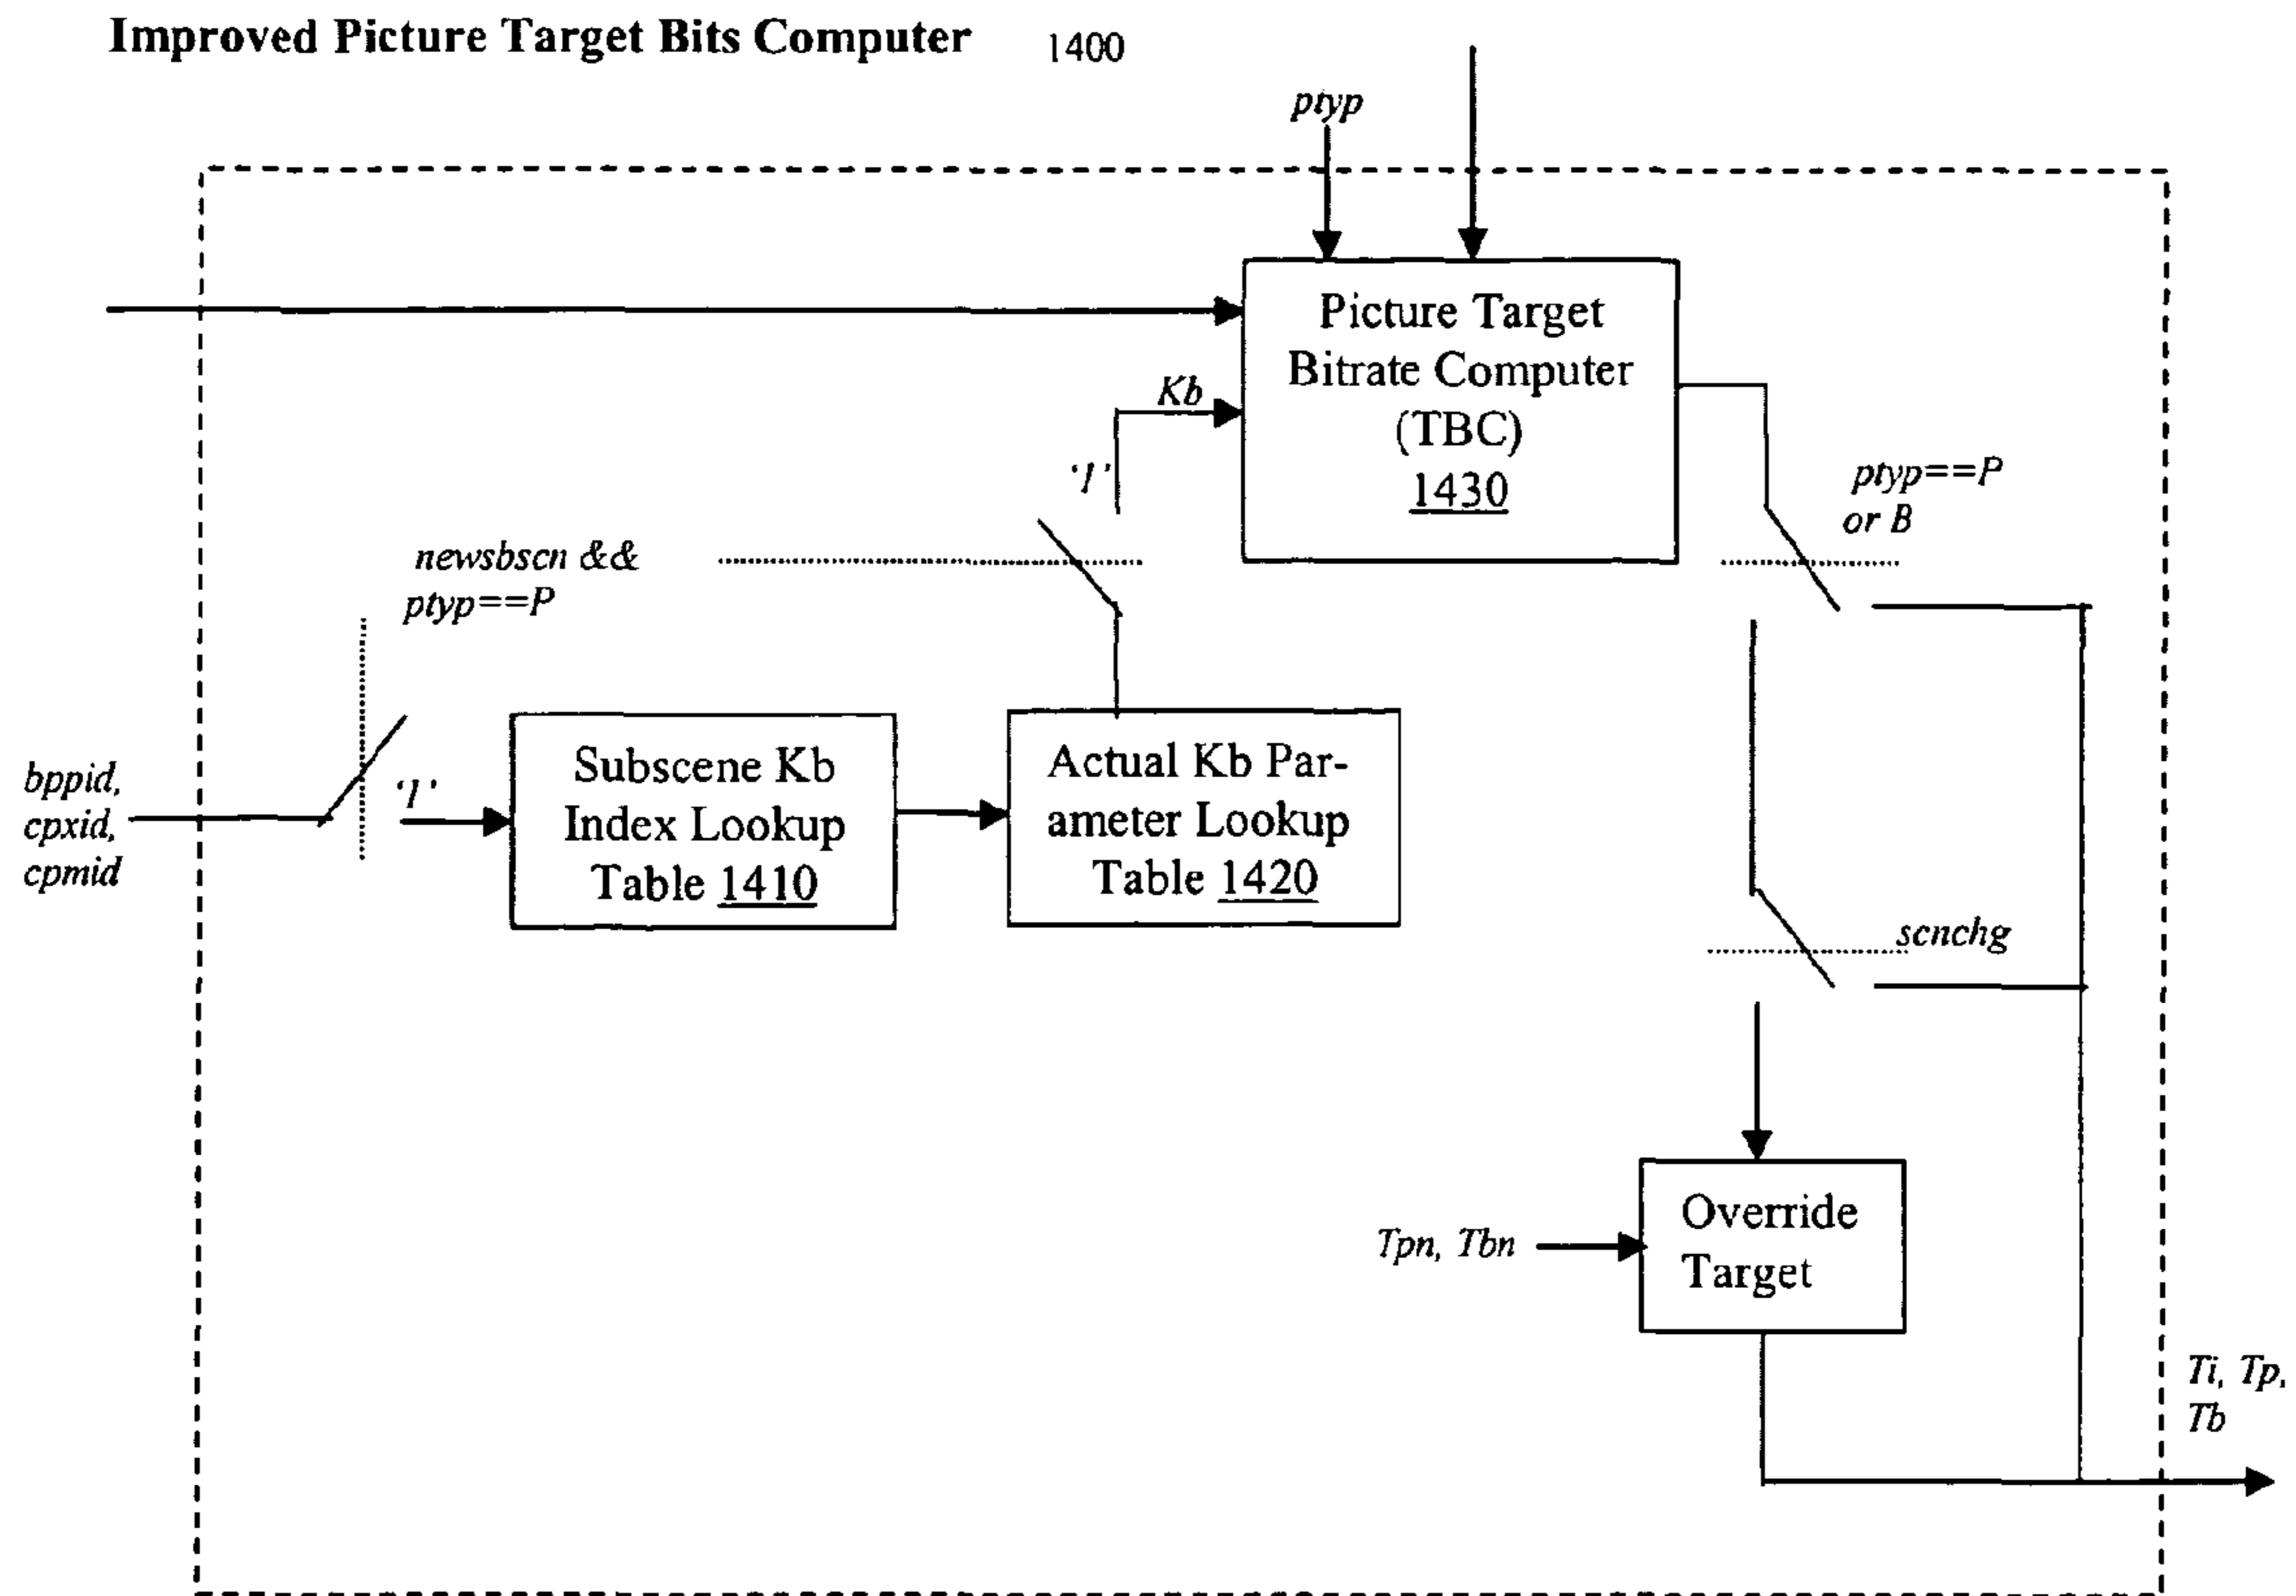 Improved Picture Target Bits Computer 1400
ptyp
Picture Target
Bitrate Computer
(TBC)
1430
Kb
'1'
ptyp==P
or B
newsbscn &&
ptyp==P
bppid,
cpxid,
cpmid
'1'
Subscene Kb
Index Lookup
Table 1410
Actual Kb Par-
ameter Lookup
Table 1420
scnchg
Tpn, Tbn
Override
Target
Ti, Tp,
Tb